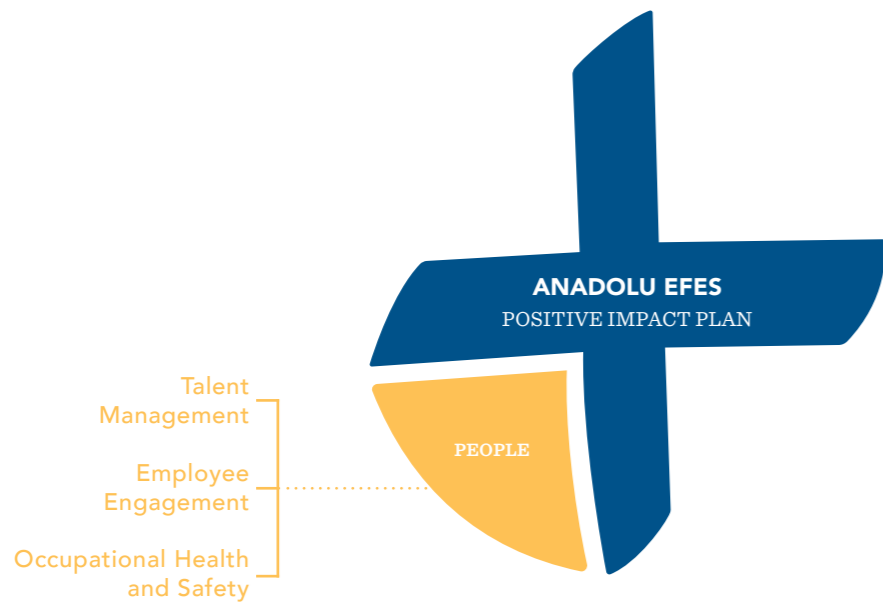 ANADOLU EFES
POSITIVE IMPACT PLAN
PEOPLE
Talent
Management
Employee
Engagement
Occupational Health
and Safety